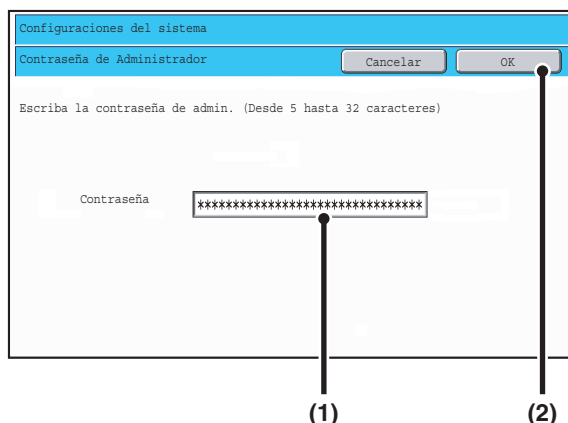 Configuraciones del sistema
Contraseña de Administrador Cancelar OK
Escriba la contraseña de admin. (Desde 5 hasta 32 caracteres)
Contraseña ********************************
(1) (2)